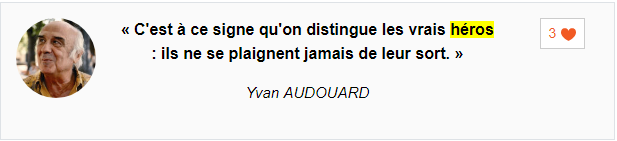 « C'est à ce signe qu'on distingue les vrais héros
: ils ne se plaignent jamais de leur sort. »
3
Yvan AUDOUARD